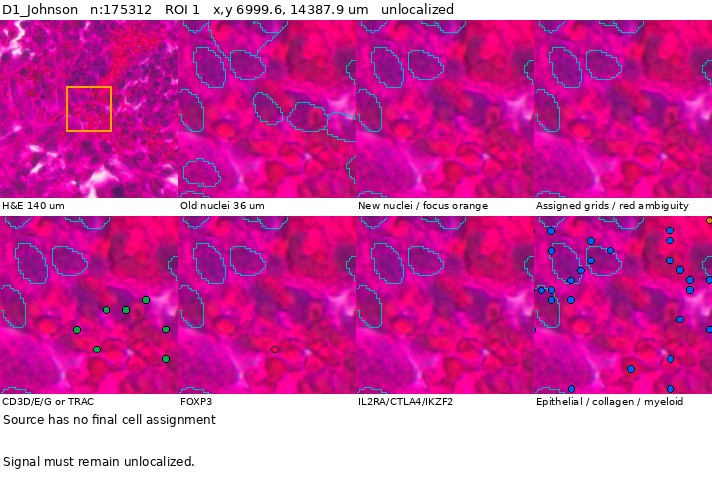 D1_Johnson n:175312 ROI 1 x,y 6999.6, 14387.9 um unlocalized
H&E 140 um
Old nuclei 36 um
New nuclei / focus orange
Assigned grids / red ambiguity
CD3D/E/G or TRAC
FOXP3
IL2RA/CTLA4/IKZF2
Epithelial / collagen / myeloid
Source has no final cell assignment
Signal must remain unlocalized.